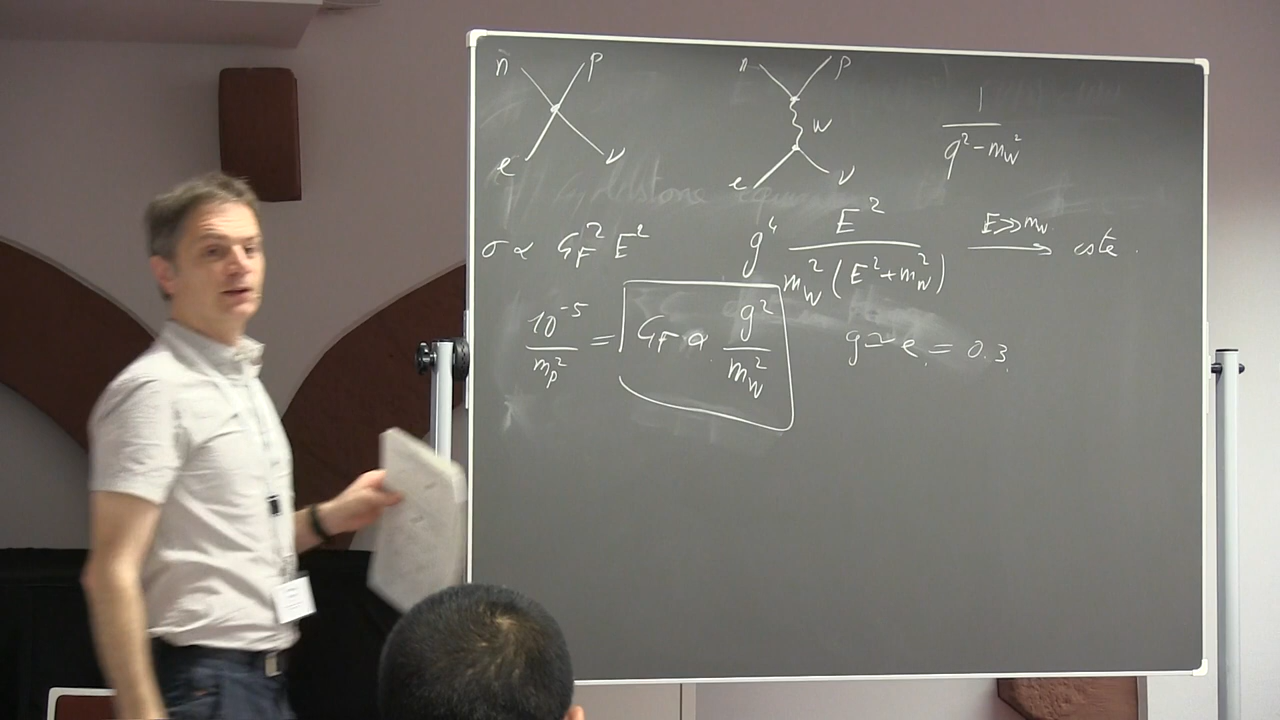 n p n p
W 1/(q²-m_W²)
e ν e ν
σ ∝ G_F² E² g⁴ E²/(m_W²(E²+m_W²)) E≫m_W → cste.
10⁻⁵/m_p² = G_F ∝ g²/m_W² g ≃ e = 0.3